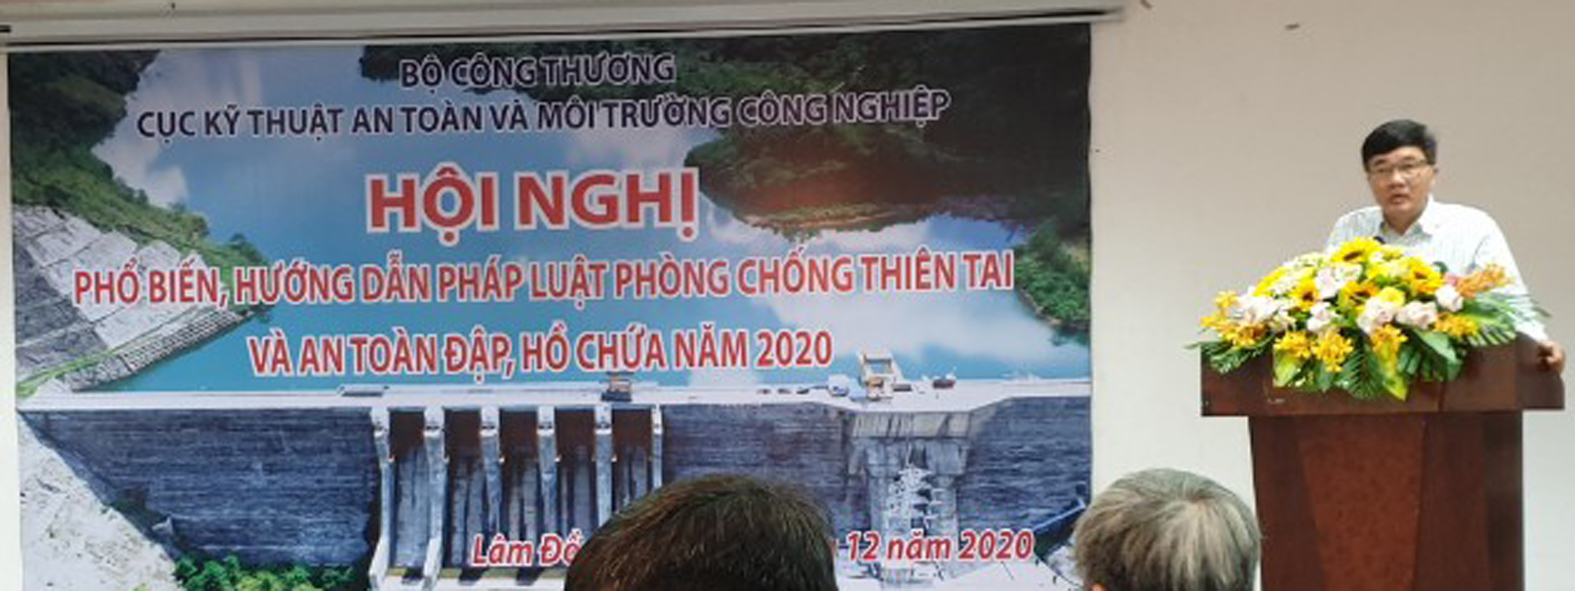 BỘ CÔNG THƯƠNG
CỤC KỸ THUẬT AN TOÀN VÀ MÔI TRƯỜNG CÔNG NGHIỆP
HỘI NGHỊ
PHỔ BIẾN, HƯỚNG DẪN PHÁP LUẬT PHÒNG CHỐNG THIÊN TAI
VÀ AN TOÀN ĐẬP, HỒ CHỨA NĂM 2020
Lâm 12 năm 2020